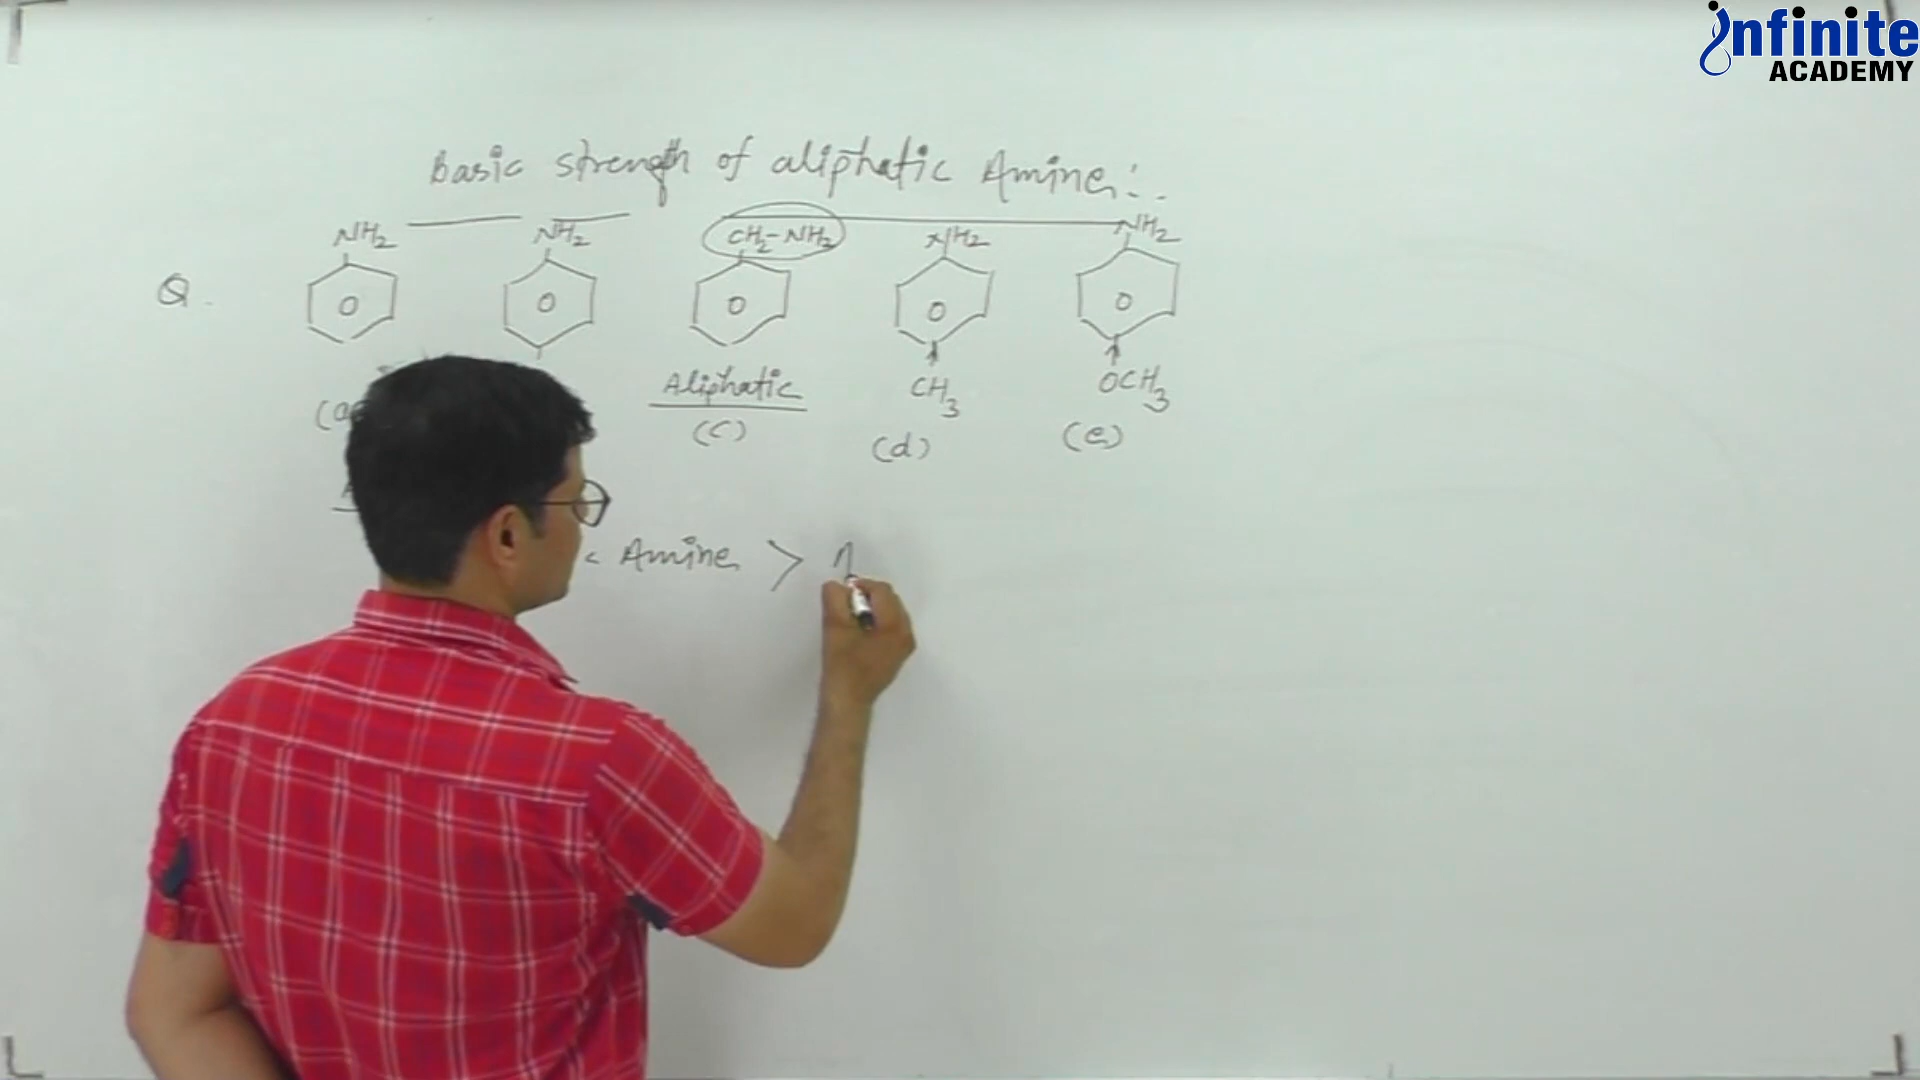 infinite
ACADEMY
Basic strength of aliphatic Amine:.
NH2 NH2 CH2-NH2 NH2 NH2
Q.
Aliphatic CH3 OCH3
(a (c) (d) (e)
Amine >